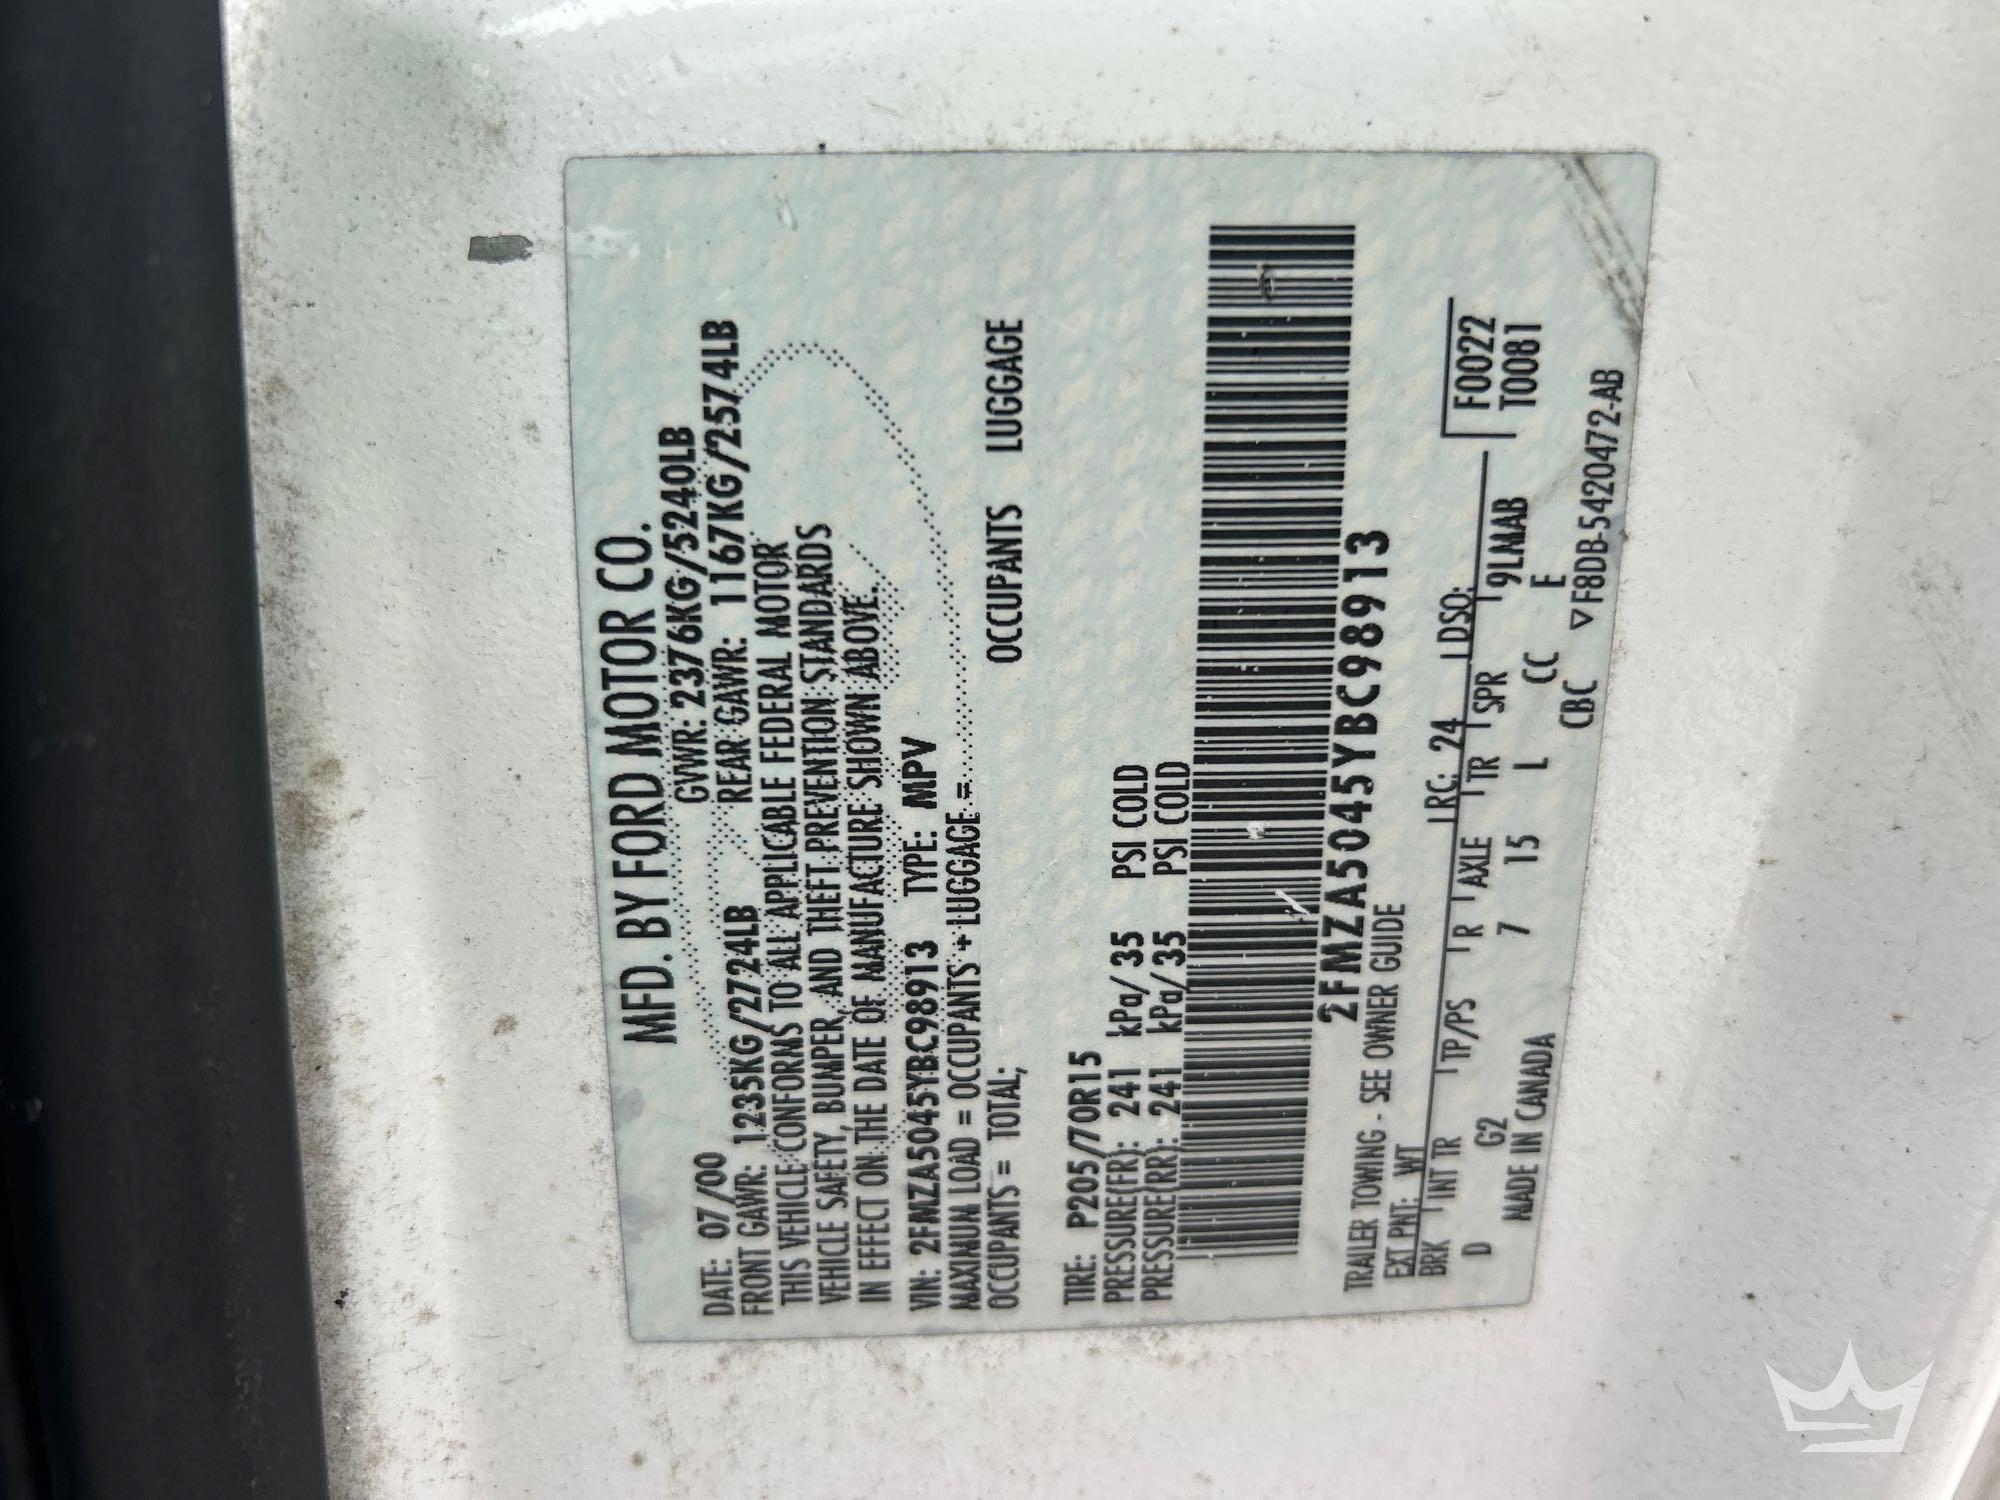 MFD. BY FORD MOTOR CO.
DATE: 07/00 GVWR: 2376KG/5240LB
FRONT GAWR: 1235KG/2724LB REAR GAWR: 1167KG/2574LB
THIS VEHICLE CONFORMS TO ALL APPLICABLE FEDERAL MOTOR
VEHICLE SAFETY, BUMPER, AND THEFT PREVENTION STANDARDS
IN EFFECT ON THE DATE OF MANUFACTURE SHOWN ABOVE.
VIN: 2FMZA5045YBC98913 TYPE: MPV
MAXIMUM LOAD = OCCUPANTS + LUGGAGE =
OCCUPANTS = TOTAL; OCCUPANTS LUGGAGE
TIRE: P205/70R15
PRESSURE(FR): 241 kPa/ 35 PSI COLD
PRESSURE(RR): 241 kPa/ 35 PSI COLD
2FMZA5045YBC98913
TRAILER TOWING - SEE OWNER GUIDE
EXT PNT: WT RC: 24 DSO:
BRK INT TR TP/PS R AXLE TR SPR F0022
D G2 7 15 L 9LMAB T0081
CC E
MADE IN CANADA CBC ▽F8DB-5420472-AB